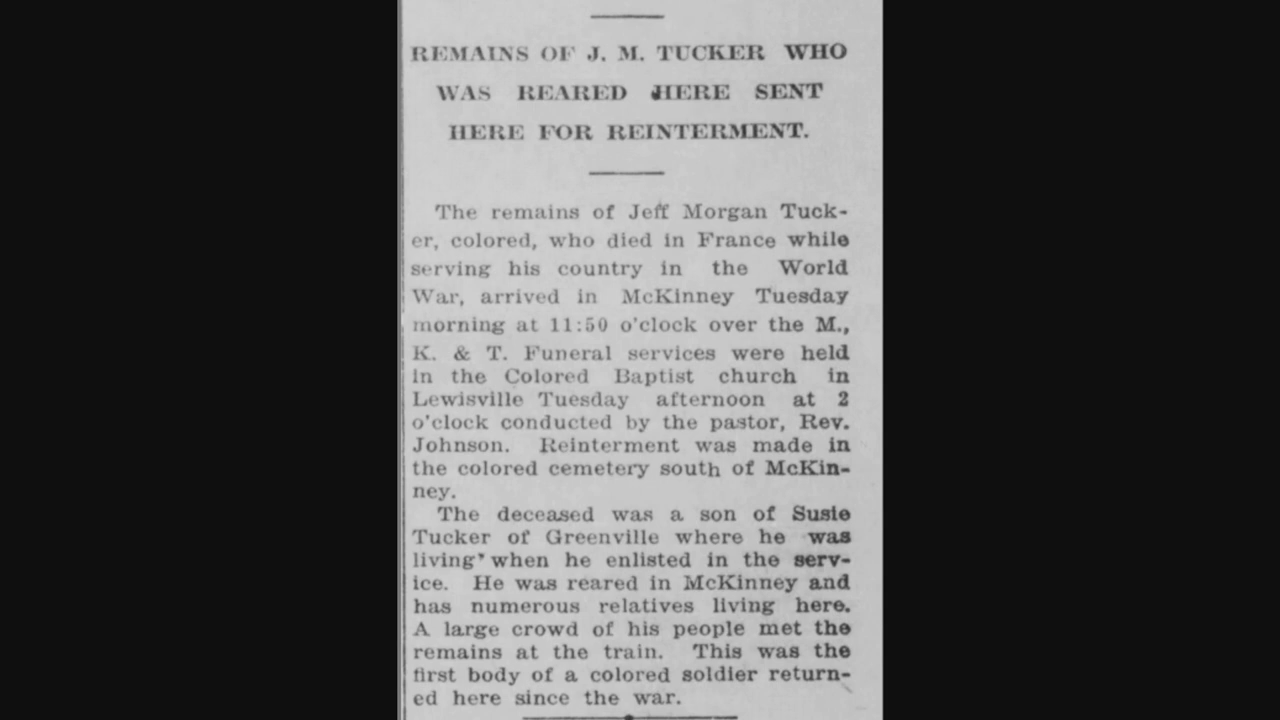 REMAINS OF J. M. TUCKER WHO
WAS REARED HERE SENT
HERE FOR REINTERMENT.
The remains of Jeff Morgan Tuck-
er, colored, who died in France while
serving his country in the World
War, arrived in McKinney Tuesday
morning at 11:50 o'clock over the M.,
K. & T. Funeral services were held
in the Colored Baptist church in
Lewisville Tuesday afternoon at 2
o'clock conducted by the pastor, Rev.
Johnson. Reinterment was made in
the colored cemetery south of McKin-
ney.
The deceased was a son of Susie
Tucker of Greenville where he was
living when he enlisted in the serv-
ice. He was reared in McKinney and
has numerous relatives living here.
A large crowd of his people met the
remains at the train. This was the
first body of a colored soldier return-
ed here since the war.